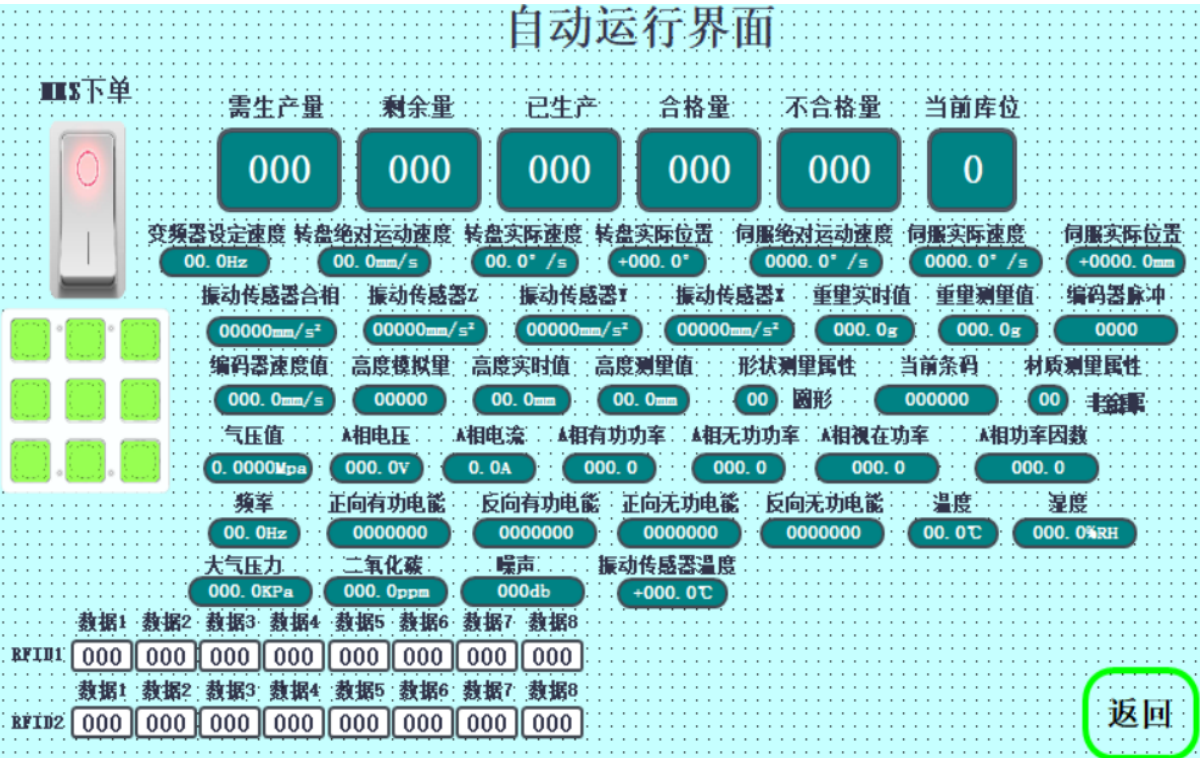 自动运行界面
MES下单
需生产量 剩余量 已生产 合格量 不合格量 当前库位
000 000 000 000 000 0
变频器设定速度 转盘绝对运动速度 转盘实际速度 转盘实际位置 伺服绝对运动速度 伺服实际速度 伺服实际位置
00.0Hz 00.0mm/s 00.0°/s +000.0° 0000.0°/s 0000.0°/s +0000.0mm
振动传感器合相 振动传感器Z 振动传感器Y 振动传感器X 重量实时值 重量测量值 编码器脉冲
00000mm/s² 00000mm/s² 00000mm/s² 00000mm/s² 000.0g 000.0g 0000
编码器速度值 高度模拟量 高度实时值 高度测量值 形状测量属性 当前条码 材质测量属性
000.0mm/s 00000 00.0mm 00.0mm 00 000000 00
气压值 A相电压 A相电流 A相有功功率 A相无功功率 A相视在功率 A相功率因数
0.0000Mpa 000.0V 0.0A 000.0 000.0 000.0 000.0
频率 正向有功电能 反向有功电能 正向无功电能 反向无功电能 温度 湿度
00.0Hz 0000000 0000000 0000000 0000000 00.0℃ 000.0%RH
大气压力 二氧化碳 噪声 振动传感器温度
000.0KPa 000.0ppm 000db +000.0℃
数据1 数据2 数据3 数据4 数据5 数据6 数据7 数据8
RFID1 000 000 000 000 000 000 000 000
数据1 数据2 数据3 数据4 数据5 数据6 数据7 数据8
RFID2 000 000 000 000 000 000 000 000
返回